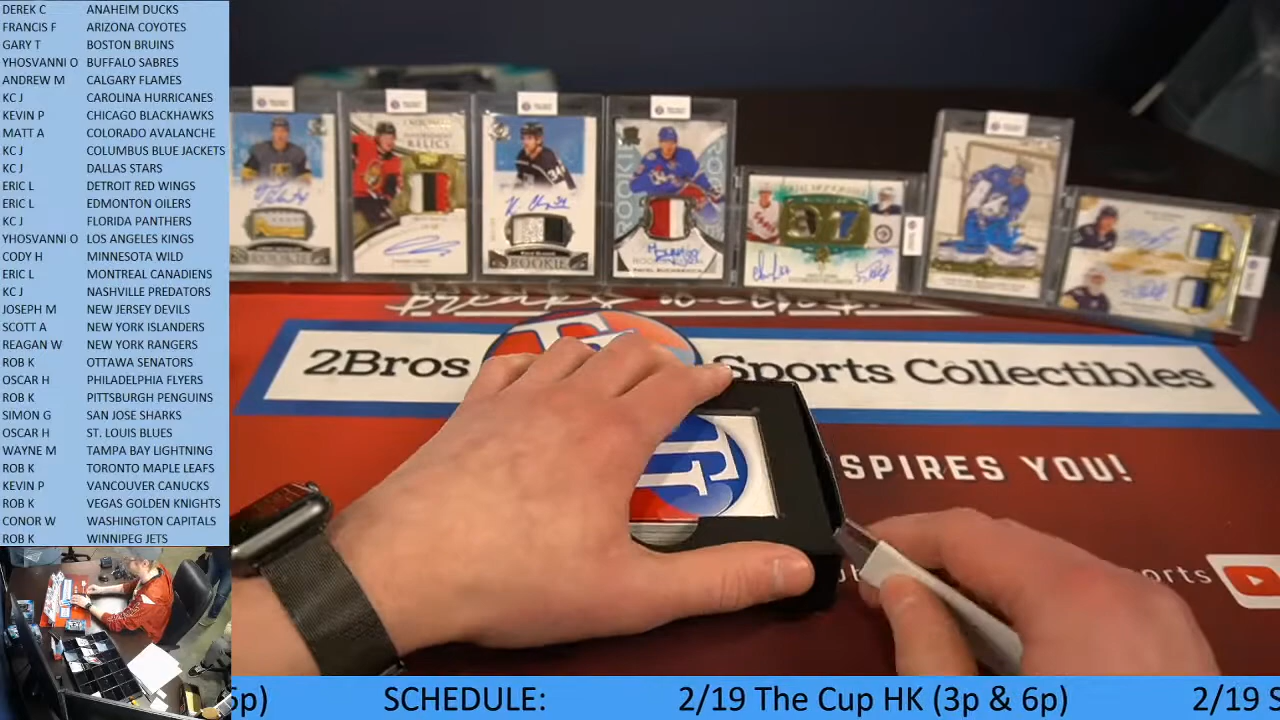 DEREK C ANAHEIM DUCKS
FRANCIS F ARIZONA COYOTES
GARY T BOSTON BRUINS
YHOSVANNI O BUFFALO SABRES
ANDREW M CALGARY FLAMES
KC J CAROLINA HURRICANES
KEVIN P CHICAGO BLACKHAWKS
MATT A COLORADO AVALANCHE
KC J COLUMBUS BLUE JACKETS
KC J DALLAS STARS
ERIC L DETROIT RED WINGS
ERIC L EDMONTON OILERS
KC J FLORIDA PANTHERS
YHOSVANNI O LOS ANGELES KINGS
CODY H MINNESOTA WILD
ERIC L MONTREAL CANADIENS
KC J NASHVILLE PREDATORS
JOSEPH M NEW JERSEY DEVILS
SCOTT A NEW YORK ISLANDERS
REAGAN W NEW YORK RANGERS
ROB K OTTAWA SENATORS
OSCAR H PHILADELPHIA FLYERS
ROB K PITTSBURGH PENGUINS
SIMON G SAN JOSE SHARKS
OSCAR H ST. LOUIS BLUES
WAYNE M TAMPA BAY LIGHTNING
ROB K TORONTO MAPLE LEAFS
KEVIN P VANCOUVER CANUCKS
ROB K VEGAS GOLDEN KNIGHTS
CONOR W WASHINGTON CAPITALS
ROB K WINNIPEG JETS
RELICS
ROOKIE
ROOKIE
ROOKIE
Breaks
2Bros Sports Collectibles
SPIRES YOU!
orts
6p) SCHEDULE: 2/19 The Cup HK (3p & 6p) 2/19 S